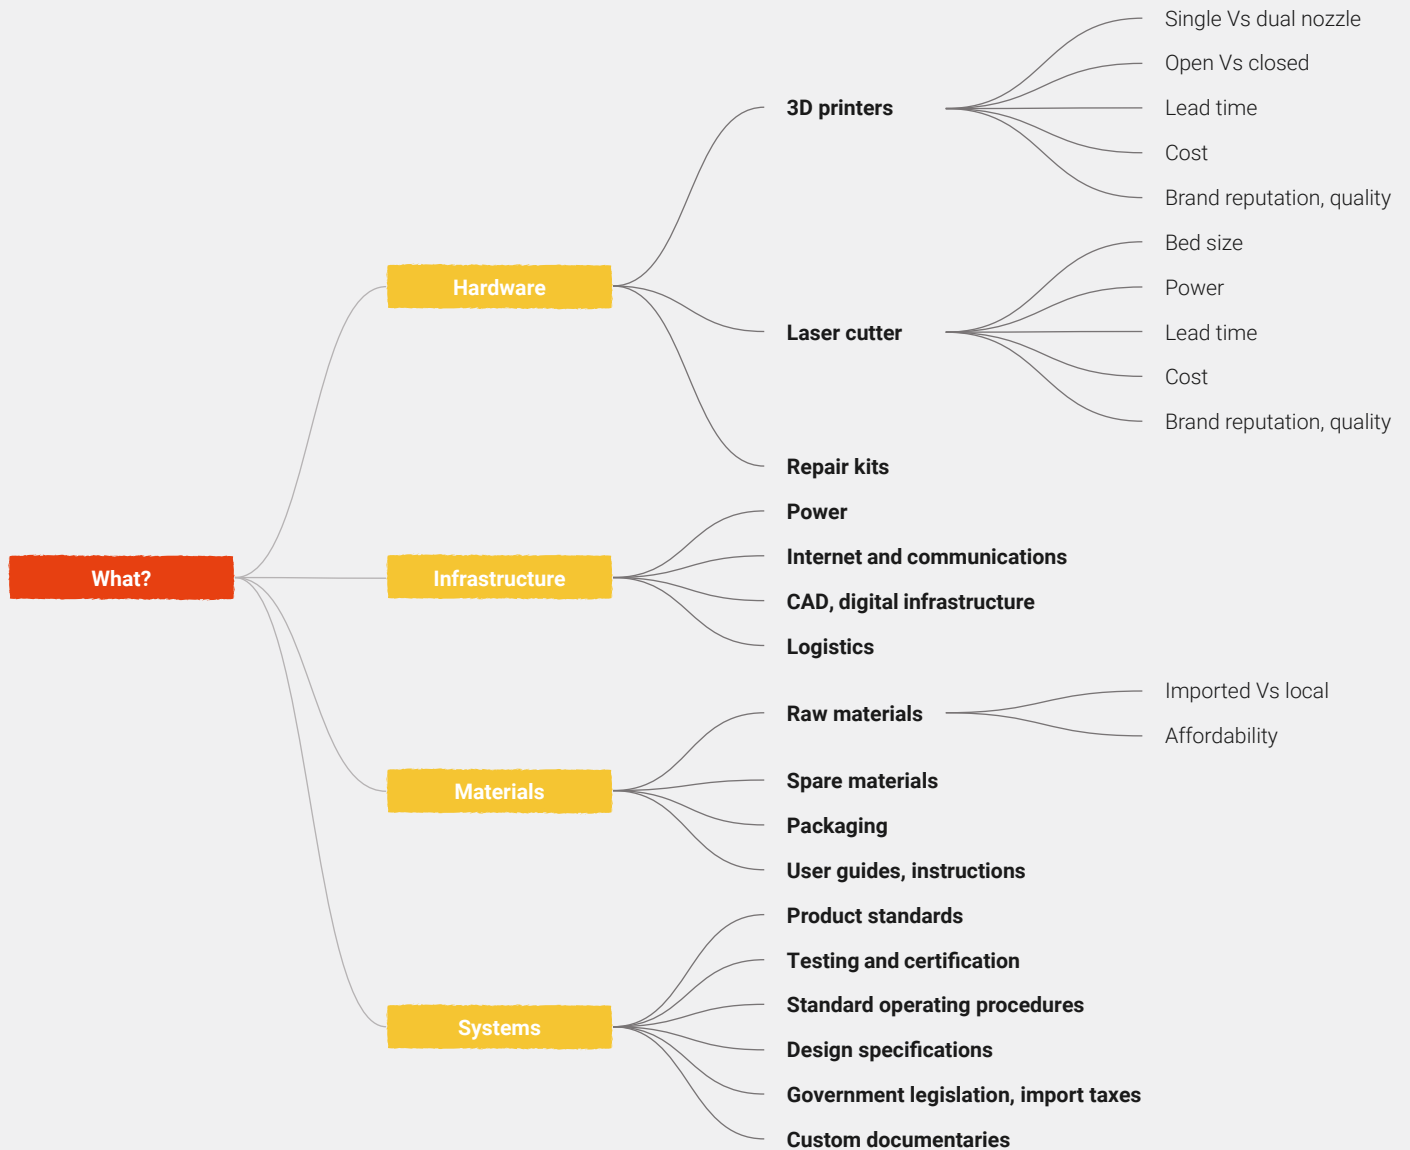 What?
Hardware
3D printers
Single Vs dual nozzle
Open Vs closed
Lead time
Cost
Brand reputation, quality
Laser cutter
Bed size
Power
Lead time
Cost
Brand reputation, quality
Repair kits
Infrastructure
Power
Internet and communications
CAD, digital infrastructure
Logistics
Materials
Raw materials
Imported Vs local
Affordability
Spare materials
Packaging
User guides, instructions
Systems
Product standards
Testing and certification
Standard operating procedures
Design specifications
Government legislation, import taxes
Custom documentaries